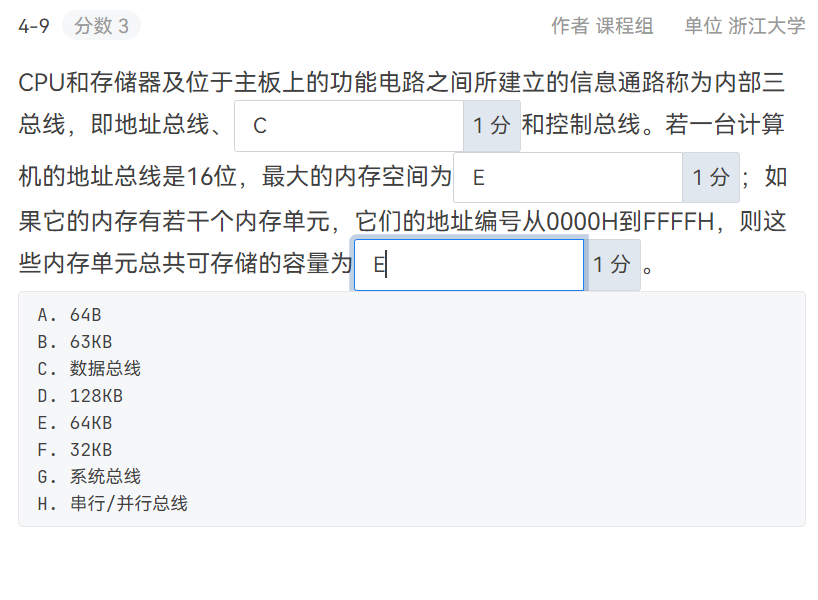 4-9 分数 3 作者 课程组 单位 浙江大学
CPU和存储器及位于主板上的功能电路之间所建立的信息通路称为内部三
总线，即地址总线、 C 1 分 和控制总线。若一台计算
机的地址总线是16位，最大的内存空间为 E 1 分 ；如
果它的内存有若干个内存单元，它们的地址编号从0000H到FFFFH，则这
些内存单元总共可存储的容量为 E 1 分 。
A. 64B
B. 63KB
C. 数据总线
D. 128KB
E. 64KB
F. 32KB
G. 系统总线
H. 串行/并行总线